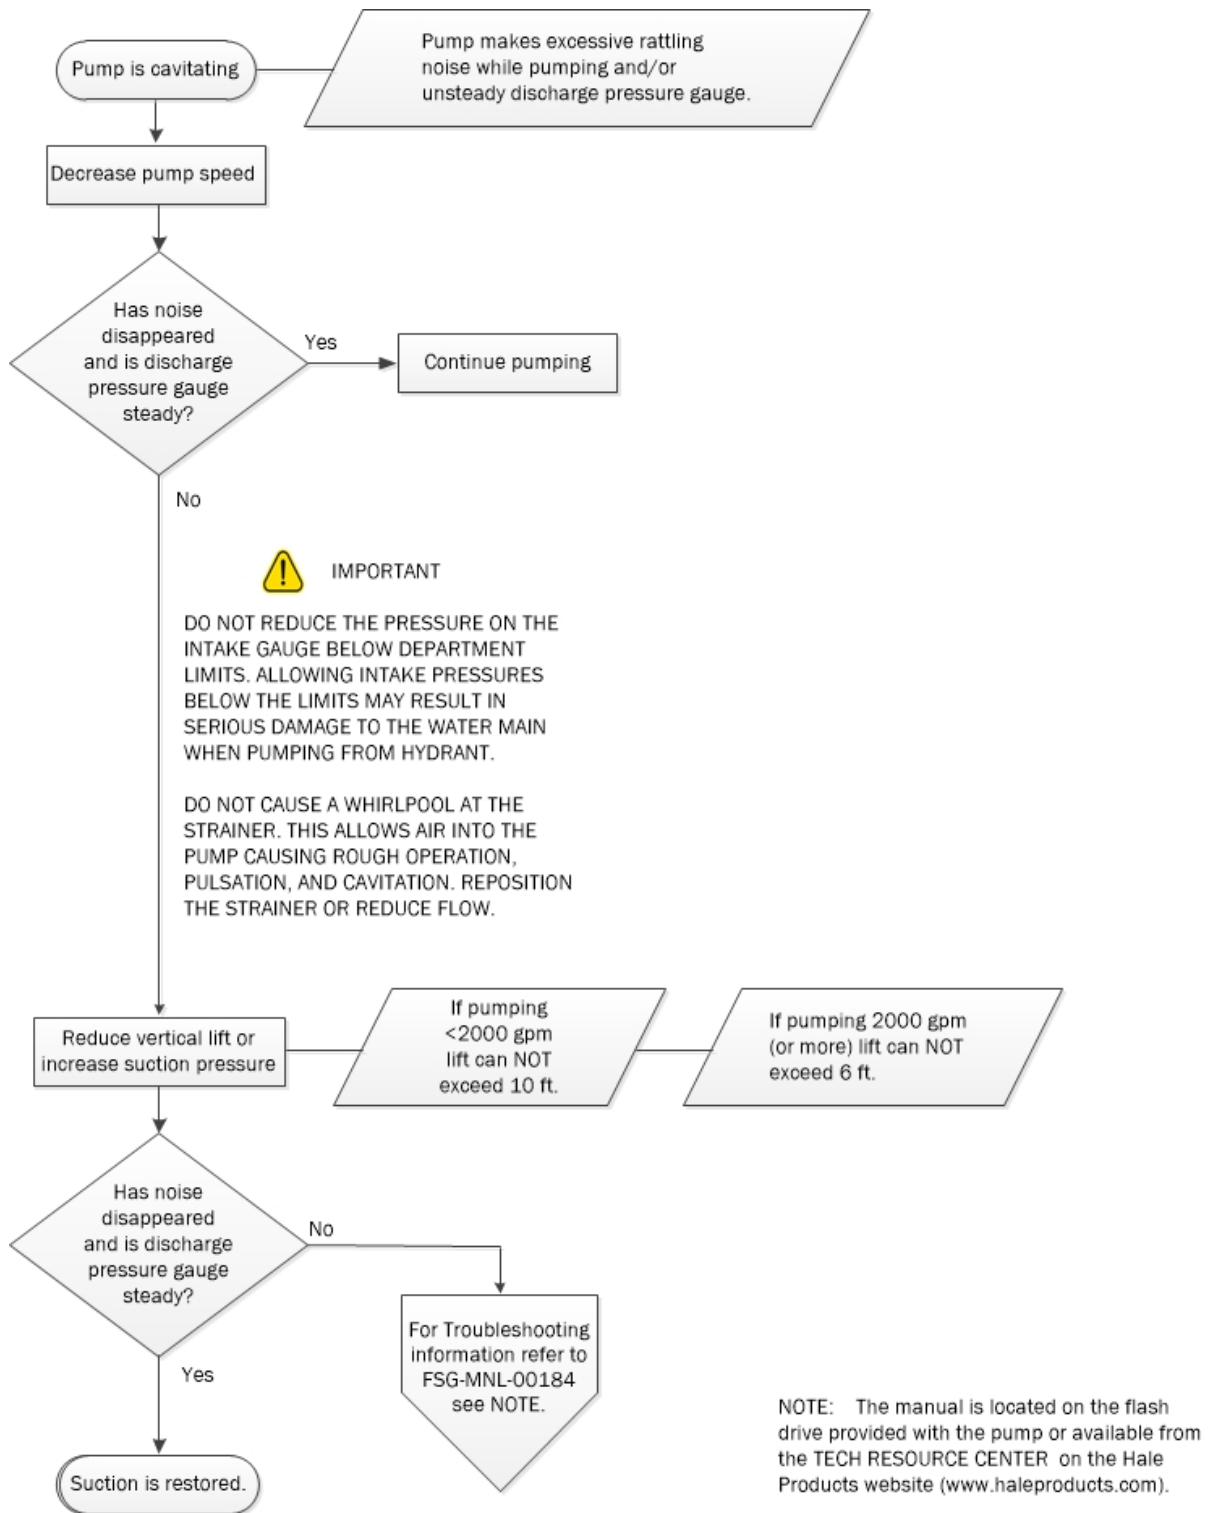 Pump is cavitating
Pump makes excessive rattling
noise while pumping and/or
unsteady discharge pressure gauge.
Decrease pump speed
Has noise
disappeared
and is discharge
pressure gauge
steady?
Yes
Continue pumping
No
IMPORTANT
DO NOT REDUCE THE PRESSURE ON THE
INTAKE GAUGE BELOW DEPARTMENT
LIMITS. ALLOWING INTAKE PRESSURES
BELOW THE LIMITS MAY RESULT IN
SERIOUS DAMAGE TO THE WATER MAIN
WHEN PUMPING FROM HYDRANT.
DO NOT CAUSE A WHIRLPOOL AT THE
STRAINER. THIS ALLOWS AIR INTO THE
PUMP CAUSING ROUGH OPERATION,
PULSATION, AND CAVITATION. REPOSITION
THE STRAINER OR REDUCE FLOW.
Reduce vertical lift or
increase suction pressure
If pumping
<2000 gpm
lift can NOT
exceed 10 ft.
If pumping 2000 gpm
(or more) lift can NOT
exceed 6 ft.
Has noise
disappeared
and is discharge
pressure gauge
steady?
No
For Troubleshooting
information refer to
FSG-MNL-00184
see NOTE.
Yes
Suction is restored.
NOTE: The manual is located on the flash
drive provided with the pump or available from
the TECH RESOURCE CENTER on the Hale
Products website (www.haleproducts.com).